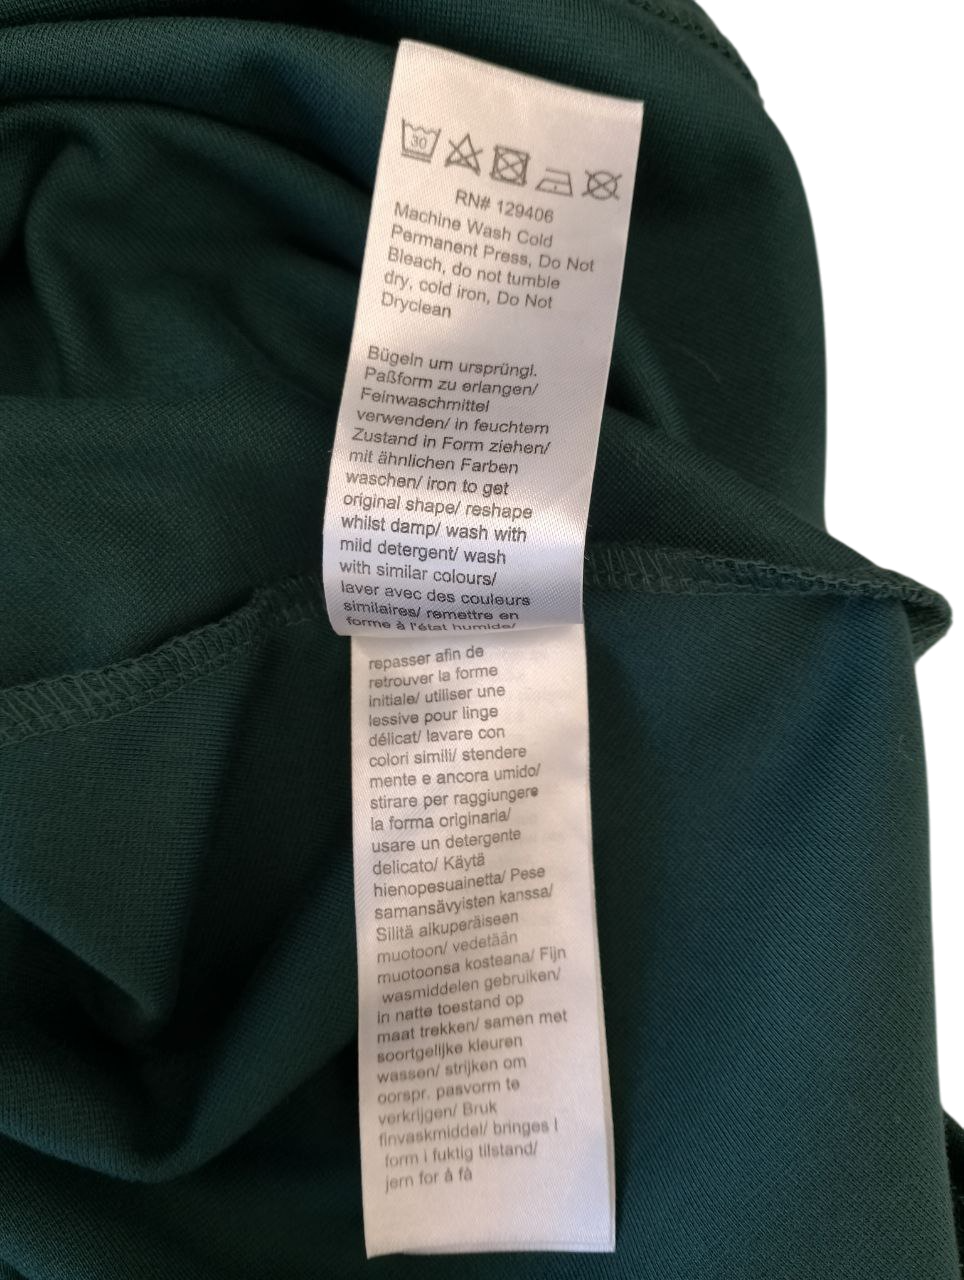 30
RN# 129406
Machine Wash Cold
Permanent Press, Do Not
Bleach, do not tumble
dry, cold iron, Do Not
Dryclean
Bügeln um ursprüngl.
Paßform zu erlangen/
Feinwaschmittel
verwenden/ in feuchtem
Zustand in Form ziehen/
mit ähnlichen Farben
waschen/ iron to get
original shape/ reshape
whilst damp/ wash with
mild detergent/ wash
with similar colours/
laver avec des couleurs
similaires/ remettre en
forme à l'état humide/
repasser afin de
retrouver la forme
initiale/ utiliser une
lessive pour linge
délicat/ lavare con
colori simili/ stendere
mente e ancora umido/
stirare per raggiungere
la forma originaria/
usare un detergente
delicato/ Käytä
hienopesuainetta/ Pese
samansävyisten kanssa/
Silitä alkuperäiseen
muotoon/ vedetään
muotoonsa kosteana/ Fijn
wasmiddelen gebruiken/
in natte toestand op
maat trekken/ samen met
soortgelijke kleuren
wassen/ strijken om
oorspr. pasvorm te
verkrijgen/ Bruk
finvaskmiddel/ bringes i
form i fuktig tilstand/
jern for å få